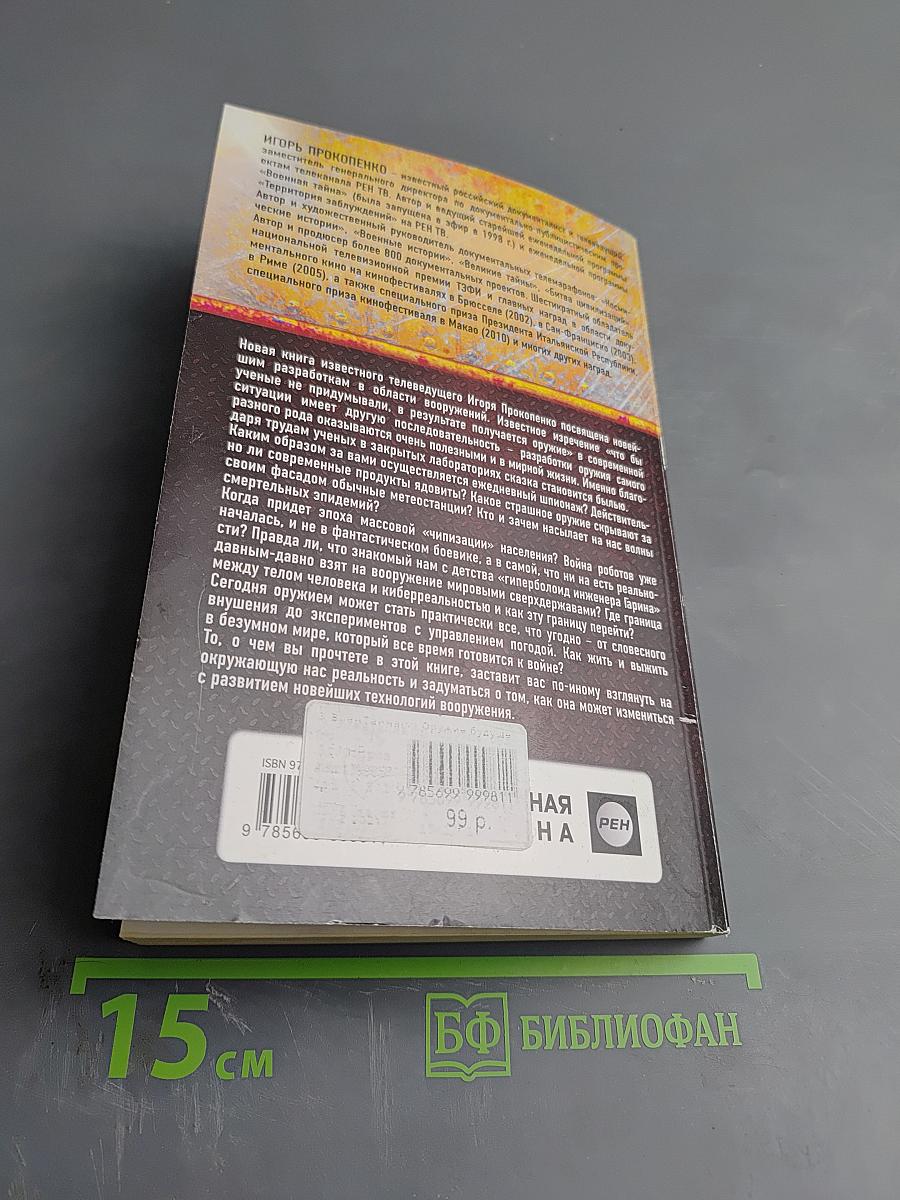 ИГОРЬ ПРОКОПЕНКО – известный российский документалист и телеведущий,
заместитель генерального директора по документально-публицистическим про-
ектам телеканала РЕН ТВ. Автор и ведущий старейшей еженедельной программы
«Военная тайна» (была запущена в эфир в 1998 г.) и еженедельной программы
«Территория заблуждений» на РЕН ТВ.
Автор и художественный руководитель документальных телемарафонов: «Косми-
ческие истории», «Военные истории», «Великие тайны», «Битва цивилизаций».
Автор и продюсер более 800 документальных проектов. Шестикратный обладатель
национальной телевизионной премии ТЭФИ и главных наград в области доку-
ментального кино на кинофестивалях в Брюсселе (2002), в Сан-Франциско (2003),
в Риме (2005), а также специального приза Президента Итальянской Республики,
специального приза кинофестиваля в Макао (2010) и многих других наград.
Новая книга известного телеведущего Игоря Прокопенко посвящена новей-
шим разработкам в области вооружений. Известное изречение «что бы
ученые не придумывали, в результате получается оружие» в современной
ситуации имеет другую последовательность – разработки оружия самого
разного рода оказываются очень полезными и в мирной жизни. Именно благо-
даря трудам ученых в закрытых лабораториях сказка становится былью.
Каким образом за вами осуществляется ежедневный шпионаж? Действитель-
но ли современные продукты ядовиты? Какое страшное оружие скрывают за
своим фасадом обычные метеостанции? Кто и зачем насылает на нас волны
смертельных эпидемий?
Когда придет эпоха массовой «чипизации» населения? Война роботов уже
началась, и не в фантастическом боевике, а в самой, что ни на есть реально-
сти? Правда ли, что знакомый нам с детства «гиперболоид инженера Гарина»
давным-давно взят на вооружение мировыми сверхдержавами? Где граница
между телом человека и киберреальностью и как эту границу перейти?
Сегодня оружием может стать практически все, что угодно – от словесного
внушения до экспериментов с управлением погодой. Как жить и выжить
в безумном мире, который все время готовится к войне?
То, о чем вы прочтете в этой книге, заставит вас по-иному взглянуть на
окружающую нас реальность и задуматься о том, как она может измениться
с развитием новейших технологий вооружения.
Оружие будуще
ISBN 97
9 785699 999811
99 р.
НАЯ
НА
РЕН
15 см
БФ БИБЛИОФАН